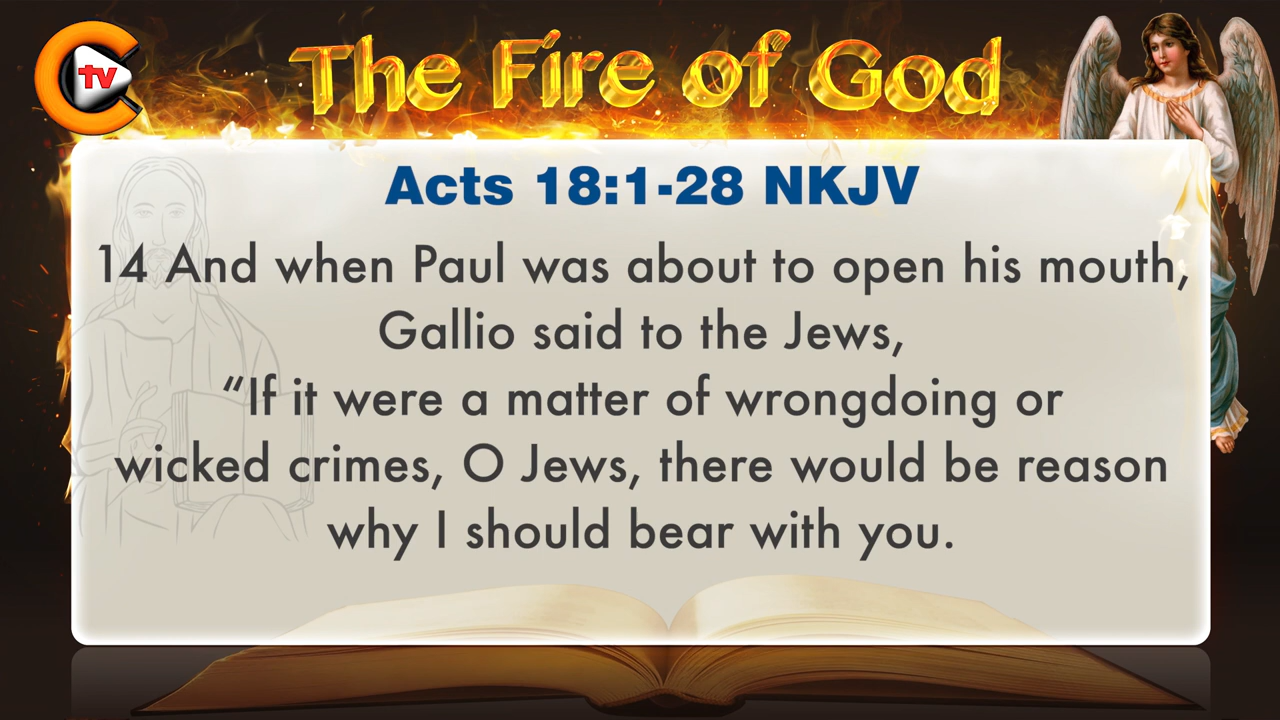 tv
The Fire of God
Acts 18:1-28 NKJV
14 And when Paul was about to open his mouth,
Gallio said to the Jews,
“If it were a matter of wrongdoing or
wicked crimes, O Jews, there would be reason
why I should bear with you.